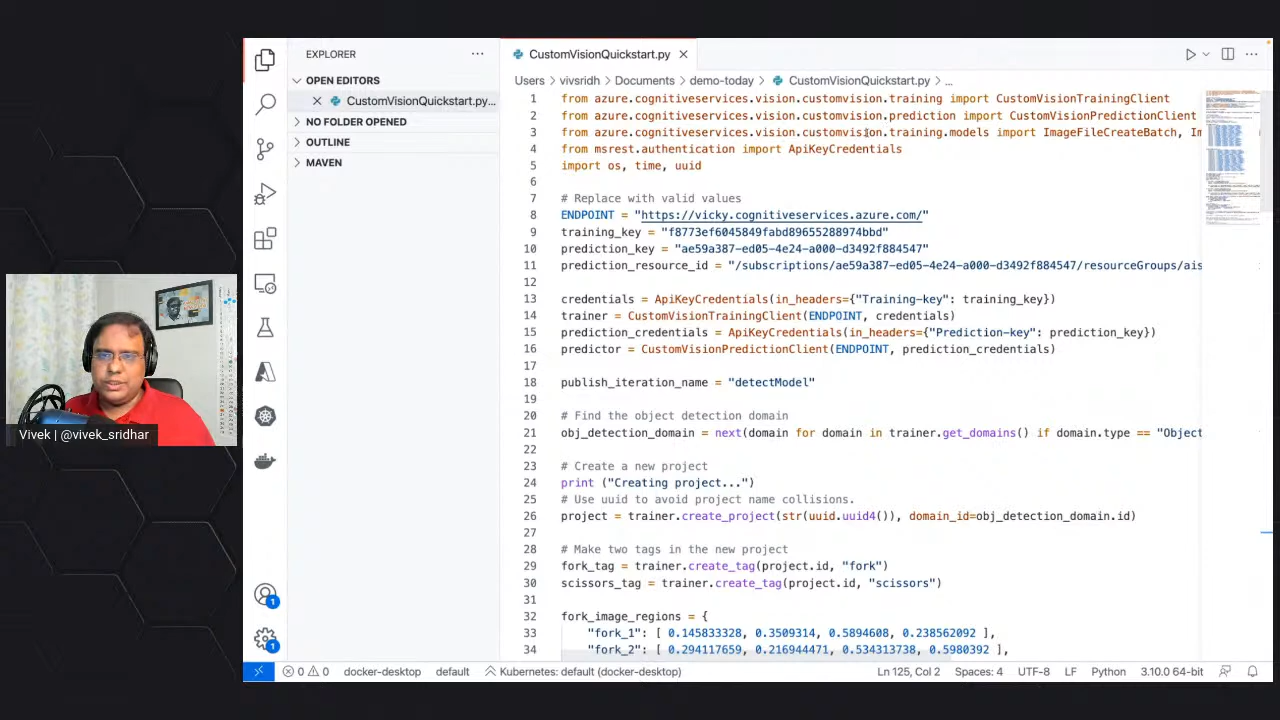 EXPLORER
OPEN EDITORS
CustomVisionQuickstart.py...
NO FOLDER OPENED
OUTLINE
MAVEN
CustomVisionQuickstart.py
Users > vivsridh > Documents > demo-today > CustomVisionQuickstart.py > ...
1 from azure.cognitiveservices.vision.customvision.training import CustomVisionTrainingClient
2 from azure.cognitiveservices.vision.customvision.prediction import CustomVisionPredictionClient
3 from azure.cognitiveservices.vision.customvision.training.models import ImageFileCreateBatch, Im
4 from msrest.authentication import ApiKeyCredentials
5 import os, time, uuid
6
7 # Replace with valid values
8 ENDPOINT = "https://vicky.cognitiveservices.azure.com/"
9 training_key = "f8773ef6045849fabd89655288974bbd"
10 prediction_key = "ae59a387-ed05-4e24-a000-d3492f884547"
11 prediction_resource_id = "/subscriptions/ae59a387-ed05-4e24-a000-d3492f884547/resourceGroups/ais
12
13 credentials = ApiKeyCredentials(in_headers={"Training-key": training_key})
14 trainer = CustomVisionTrainingClient(ENDPOINT, credentials)
15 prediction_credentials = ApiKeyCredentials(in_headers={"Prediction-key": prediction_key})
16 predictor = CustomVisionPredictionClient(ENDPOINT, prediction_credentials)
17
18 publish_iteration_name = "detectModel"
19
20 # Find the object detection domain
21 obj_detection_domain = next(domain for domain in trainer.get_domains() if domain.type == "Object
22
23 # Create a new project
24 print ("Creating project...")
25 # Use uuid to avoid project name collisions.
26 project = trainer.create_project(str(uuid.uuid4()), domain_id=obj_detection_domain.id)
27
28 # Make two tags in the new project
29 fork_tag = trainer.create_tag(project.id, "fork")
30 scissors_tag = trainer.create_tag(project.id, "scissors")
31
32 fork_image_regions = {
33 "fork_1": [ 0.145833328, 0.3509314, 0.5894608, 0.238562092 ],
34 "fork_2": [ 0.294117659, 0.216944471, 0.534313738, 0.5980392 ],
Vivek | @vivek_sridhar
1
1
0 0 docker-desktop default Kubernetes: default (docker-desktop) Ln 125, Col 2 Spaces: 4 UTF-8 LF Python 3.10.0 64-bit